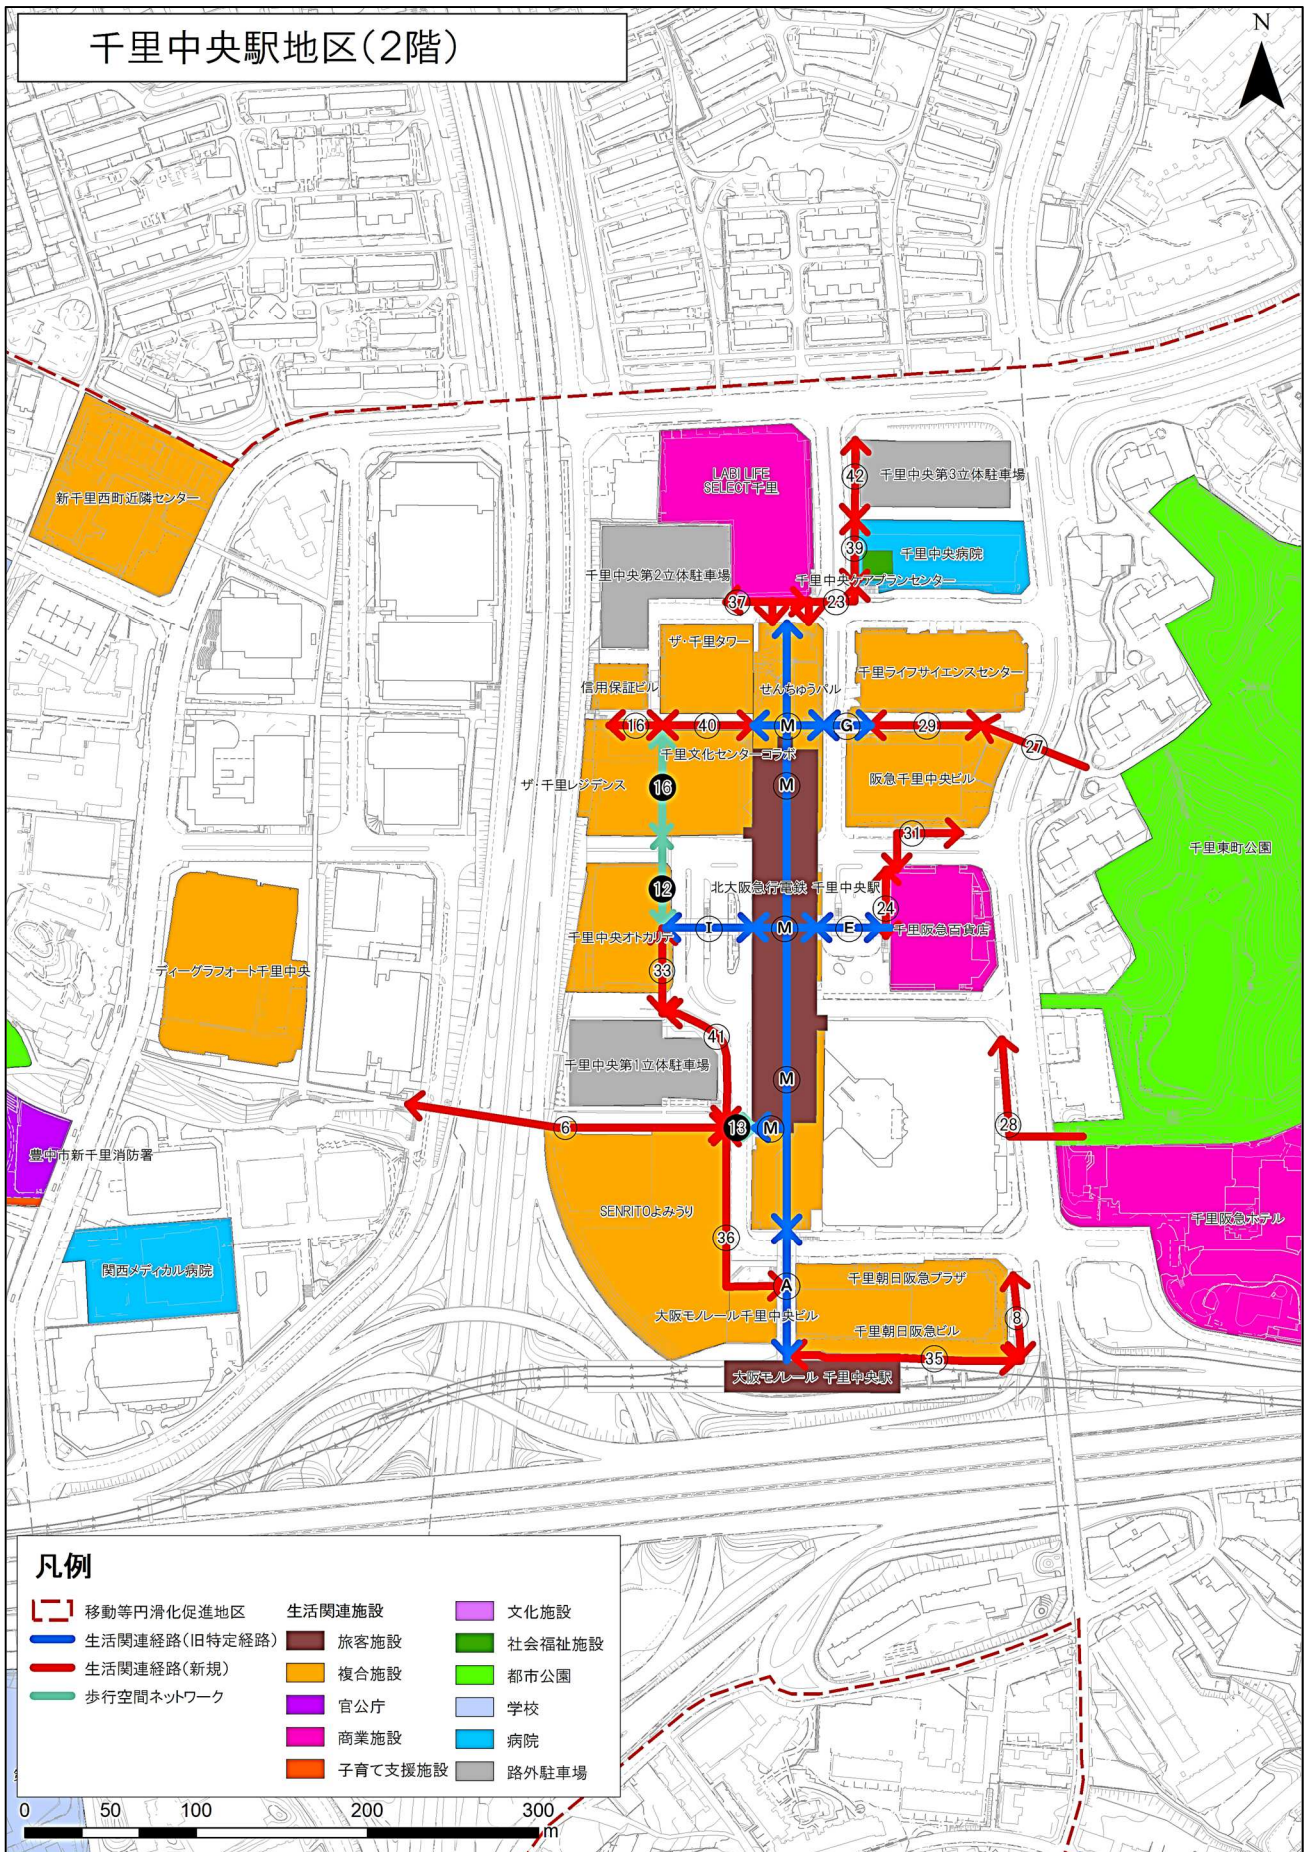 千里中央駅地区(2階)
N
LABI LIFE
SELECT千里
42
千里中央第3立体駐車場
新千里西町近隣センター
39
千里中央病院
千里中央第2立体駐車場
千里中央ケアプランセンター
37
23
ザ・千里タワー
千里ライフサイエンスセンター
信用保証ビル
せんちゅうパル
16
40
M
G
29
27
千里文化センターコラボ
ザ・千里レジデンス
16
M
阪急千里中央ビル
31
千里東町公園
12
北大阪急行電鉄 千里中央駅
24
I
M
E
千里阪急百貨店
千里中央オトカリテ
33
ディーグラフォート千里中央
41
千里中央第1立体駐車場
M
6
13
M
28
豊中市新千里消防署
SENRITOよみうり
千里阪急ホテル
36
関西メディカル病院
A
千里朝日阪急プラザ
大阪モノレール千里中央ビル
8
千里朝日阪急ビル
35
大阪モノレール 千里中央駅
凡例
移動等円滑化促進地区
生活関連経路(旧特定経路)
生活関連経路(新規)
歩行空間ネットワーク
生活関連施設
旅客施設
複合施設
官公庁
商業施設
子育て支援施設
文化施設
社会福祉施設
都市公園
学校
病院
路外駐車場
0 50 100 200 300
m